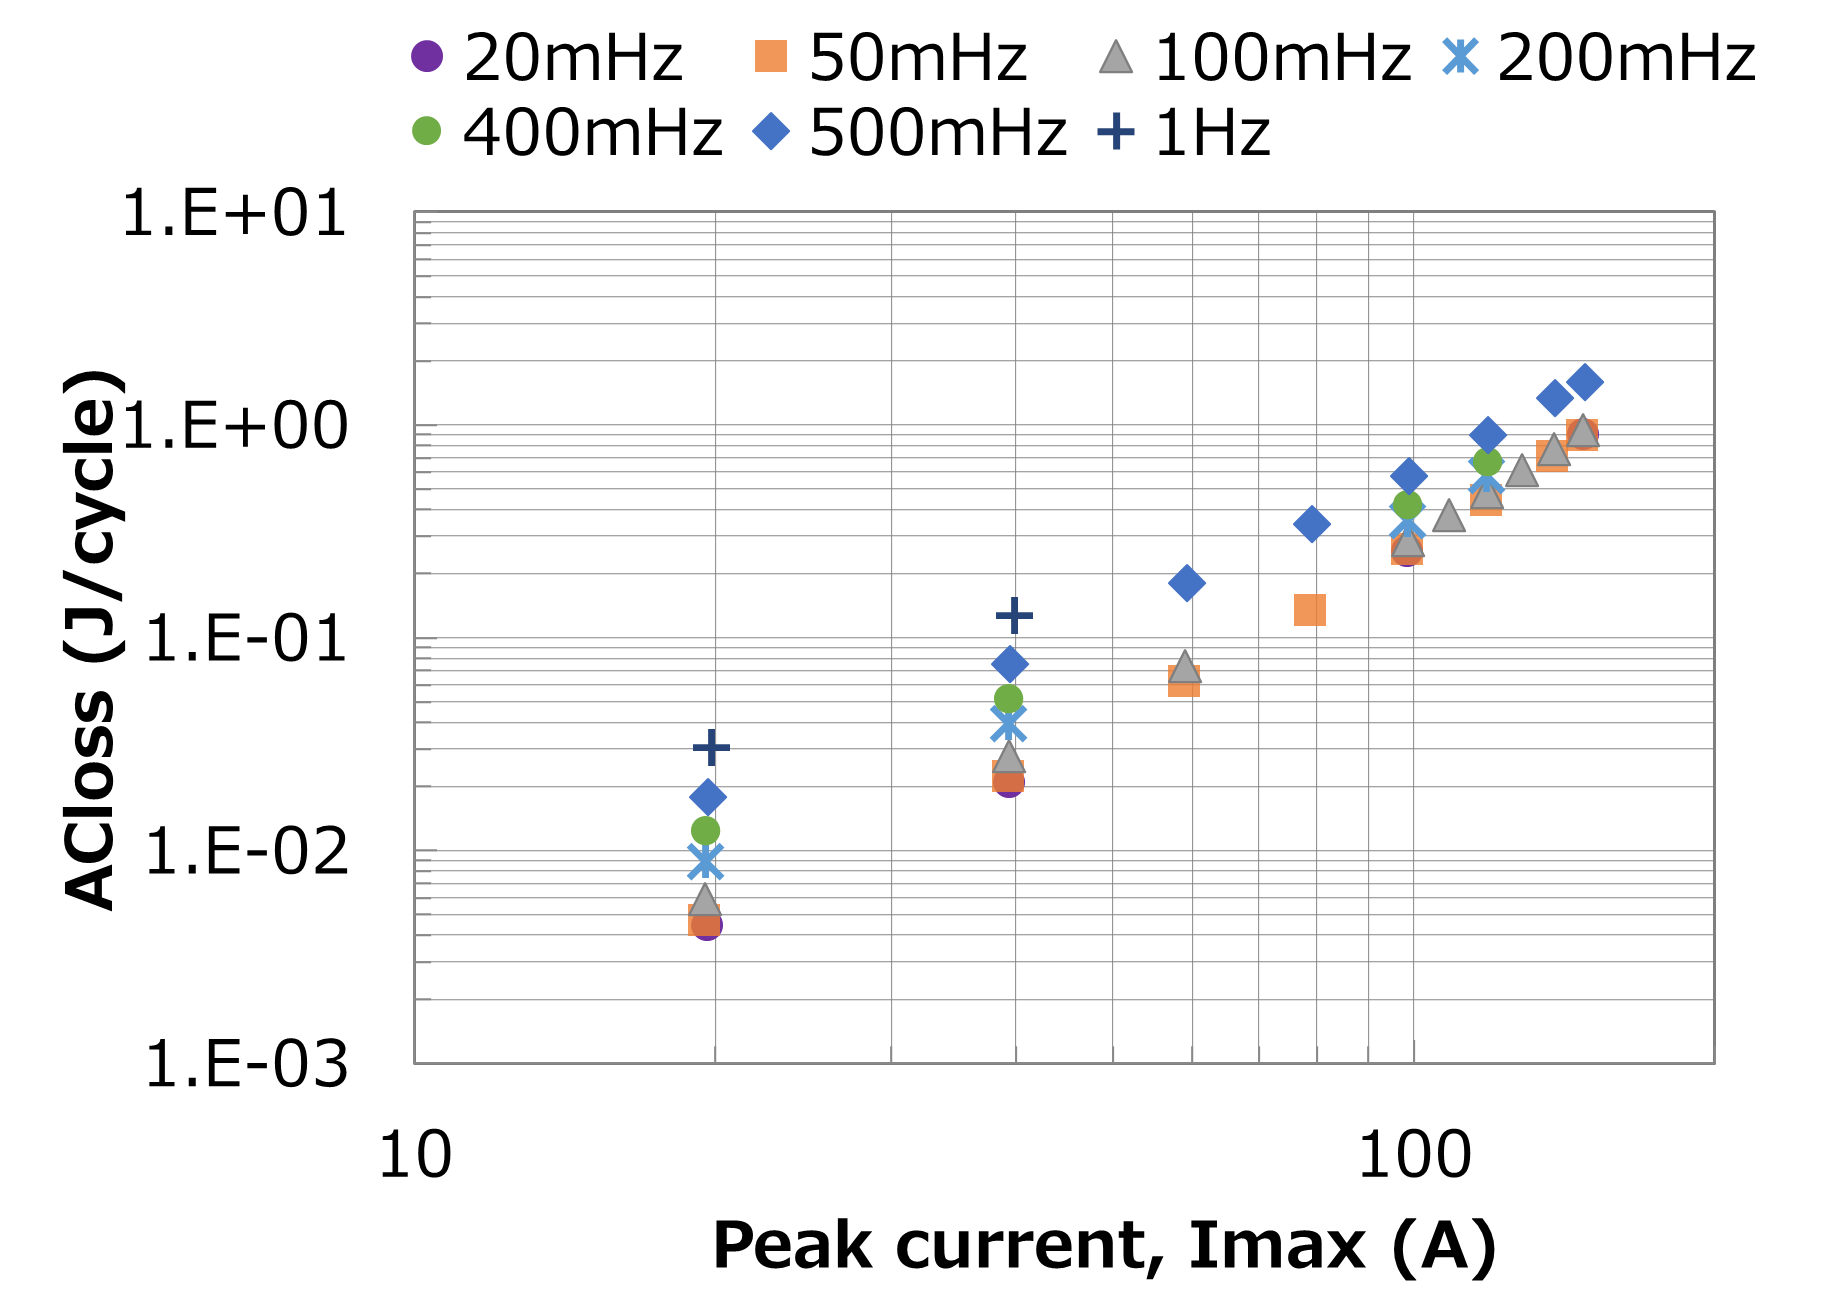 20mHz 50mHz 100mHz 200mHz
400mHz 500mHz 1Hz
1.E+01
1.E+00
1.E-01
1.E-02
1.E-03
ACloss (J/cycle)
10 100
Peak current, Imax (A)